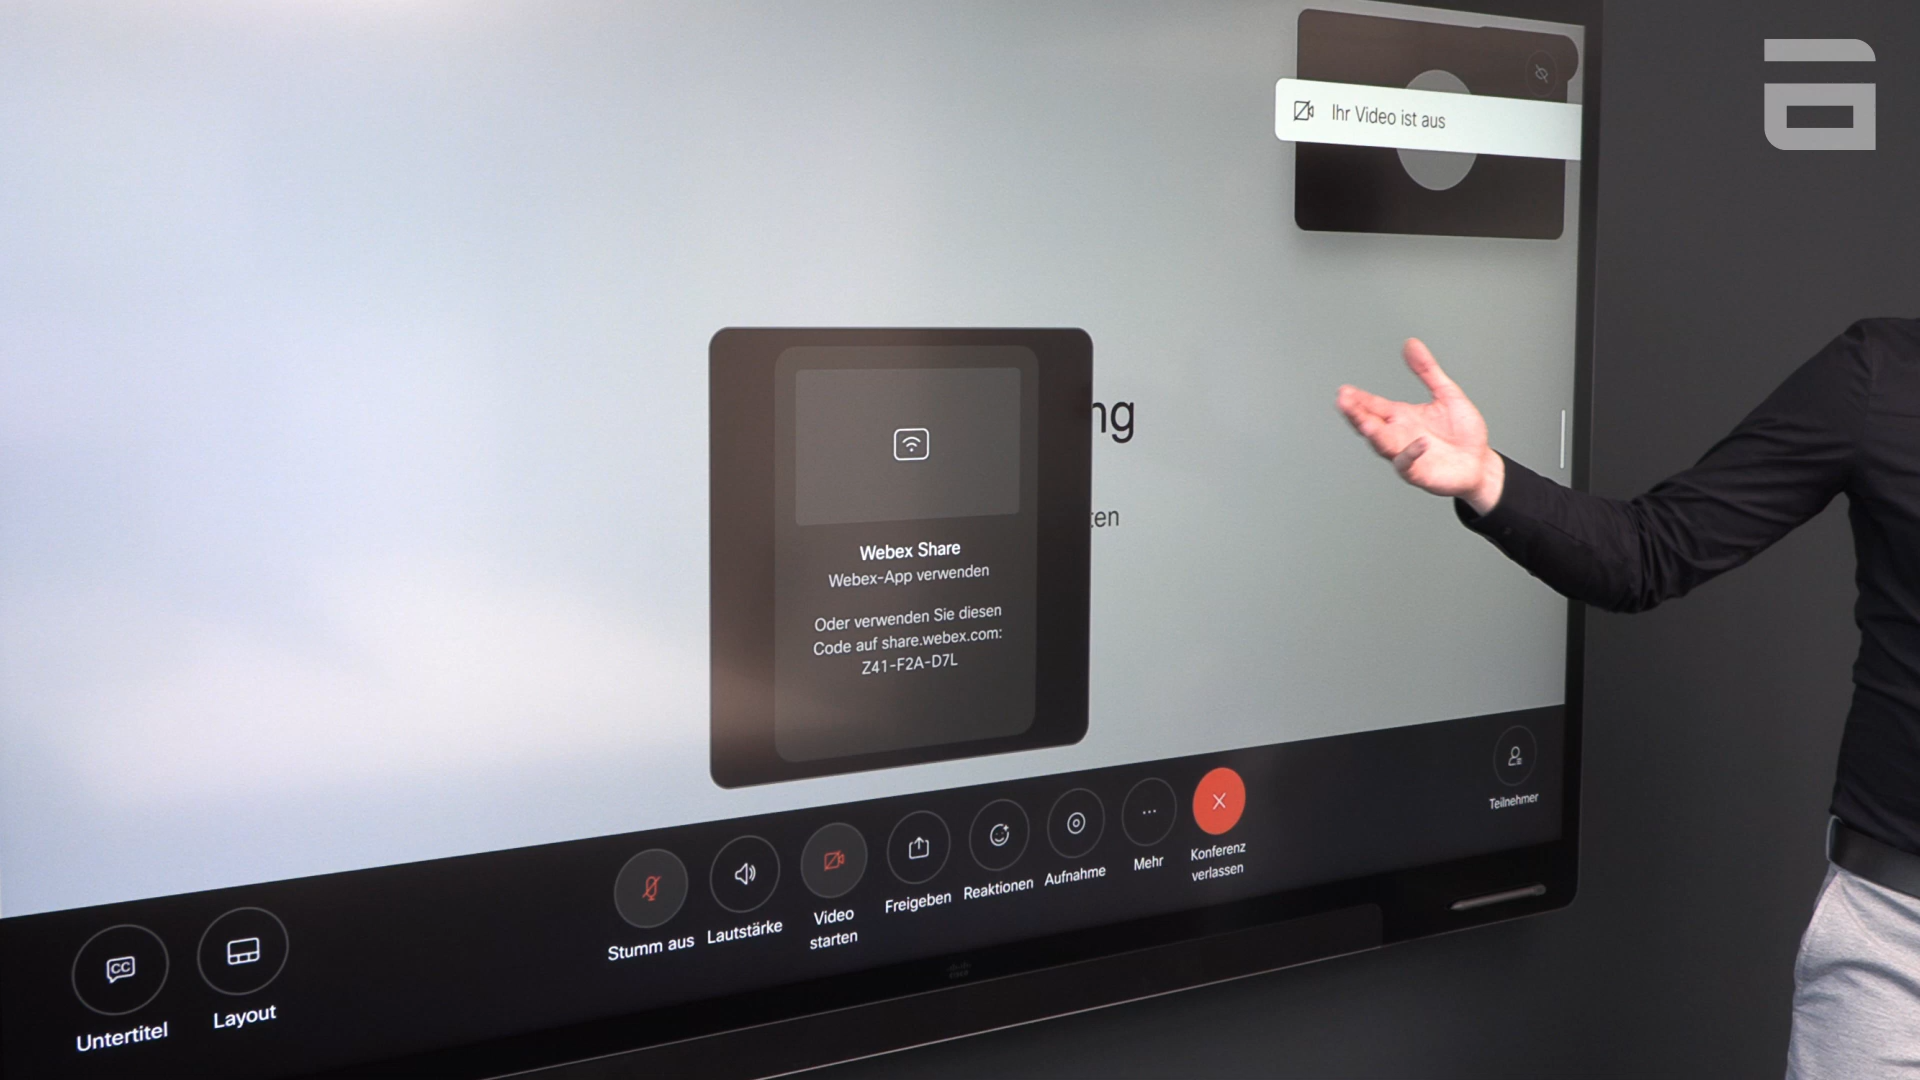 Ihr Video ist aus
ng
ten
Webex Share
Webex-App verwenden
Oder verwenden Sie diesen
Code auf share.webex.com:
Z41-F2A-D7L
CC
Untertitel
Layout
Stumm aus
Lautstärke
Video
starten
Freigeben
Reaktionen
Aufnahme
Mehr
Konferenz
verlassen
Teilnehmer